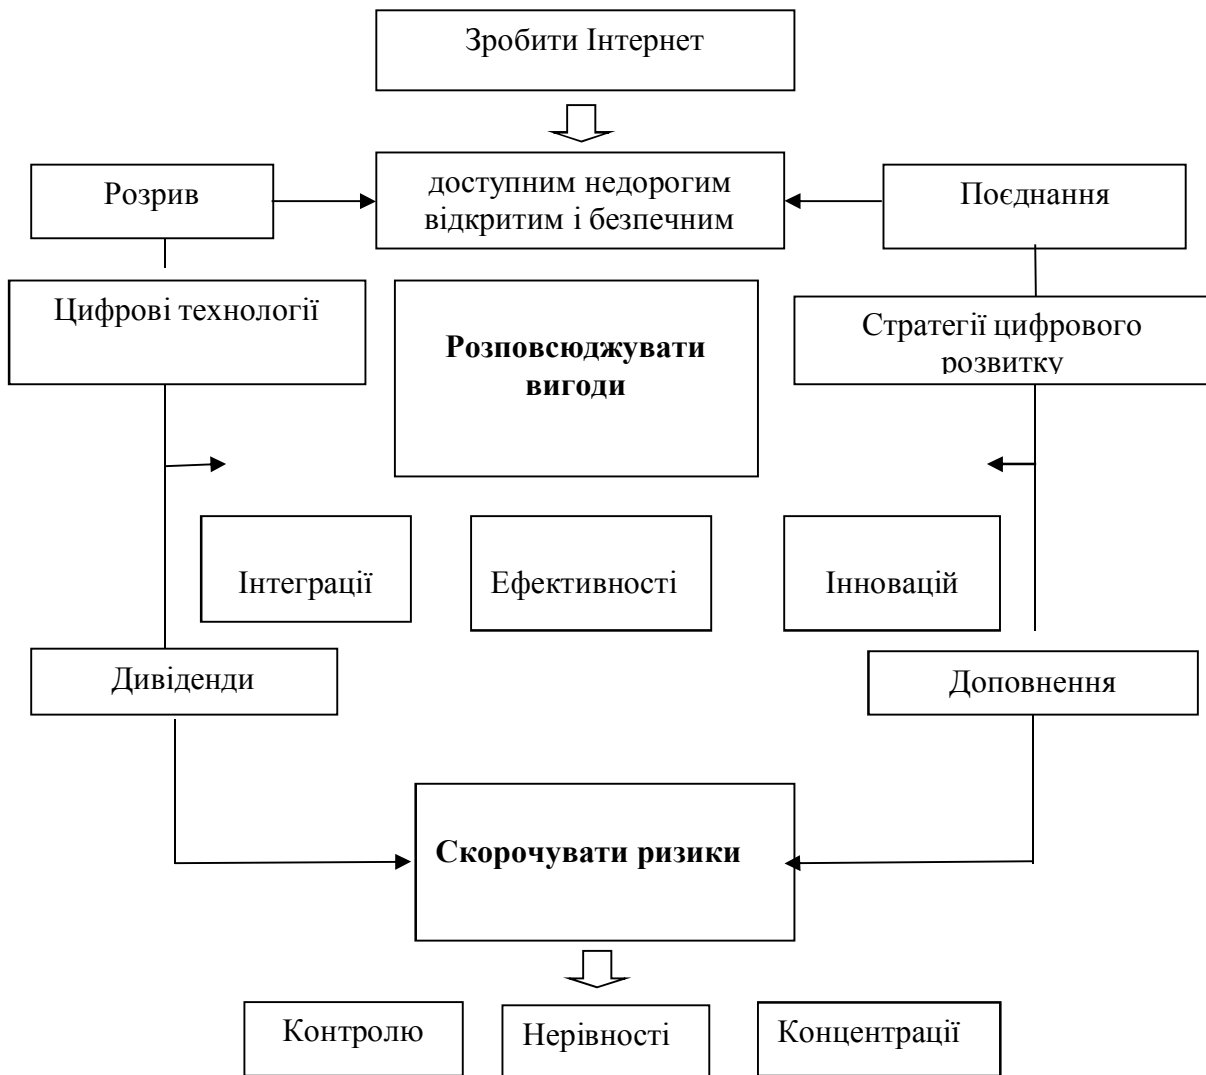 Зробити Інтернет
Розрив
доступним недорогим
відкритим і безпечним
Поєднання
Цифрові технології
Розповсюджувати
вигоди
Стратегії цифрового
розвитку
Інтеграції
Ефективності
Інновацій
Дивіденди
Доповнення
Скорочувати ризики
Контролю
Нерівності
Концентрації